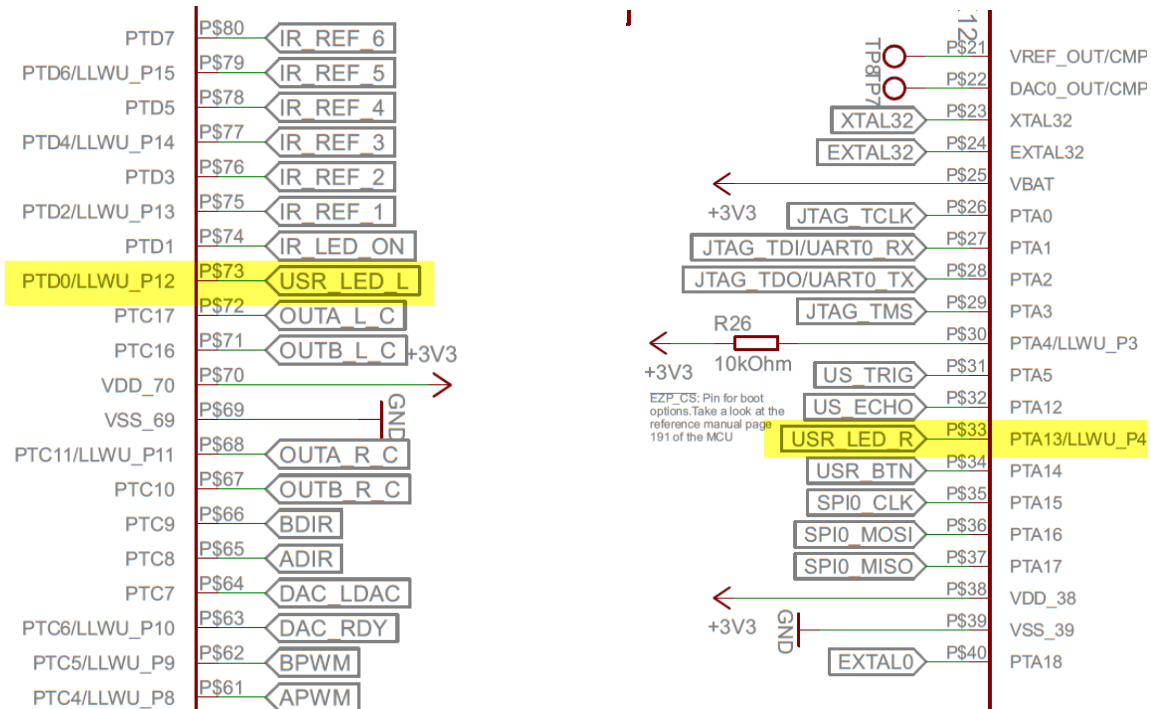 PTD7 P$80 IR_REF_6
PTD6/LLWU_P15 P$79 IR_REF_5
PTD5 P$78 IR_REF_4
PTD4/LLWU_P14 P$77 IR_REF_3
PTD3 P$76 IR_REF_2
PTD2/LLWU_P13 P$75 IR_REF_1
PTD1 P$74 IR_LED_ON
PTD0/LLWU_P12 P$73 USR_LED_L
PTC17 P$72 OUTA_L_C
PTC16 P$71 OUTB_L_C +3V3
VDD_70 P$70
VSS_69 P$69 GND
PTC11/LLWU_P11 P$68 OUTA_R_C
PTC10 P$67 OUTB_R_C
PTC9 P$66 BDIR
PTC8 P$65 ADIR
PTC7 P$64 DAC_LDAC
PTC6/LLWU_P10 P$63 DAC_RDY
PTC5/LLWU_P9 P$62 BPWM
PTC4/LLWU_P8 P$61 APWM
12
TP8 P$21 VREF_OUT/CMP
TP7 P$22 DAC0_OUT/CMP
XTAL32 P$23 XTAL32
EXTAL32 P$24 EXTAL32
P$25 VBAT
+3V3
JTAG_TCLK P$26 PTA0
JTAG_TDI/UART0_RX P$27 PTA1
JTAG_TDO/UART0_TX P$28 PTA2
JTAG_TMS P$29 PTA3
R26
P$30 PTA4/LLWU_P3
+3V3 10kOhm
US_TRIG P$31 PTA5
EZP_CS: Pin for boot
options.Take a look at the
reference manual page
191 of the MCU
US_ECHO P$32 PTA12
USR_LED_R P$33 PTA13/LLWU_P4
USR_BTN P$34 PTA14
SPI0_CLK P$35 PTA15
SPI0_MOSI P$36 PTA16
SPI0_MISO P$37 PTA17
P$38 VDD_38
+3V3
GND P$39 VSS_39
EXTAL0 P$40 PTA18